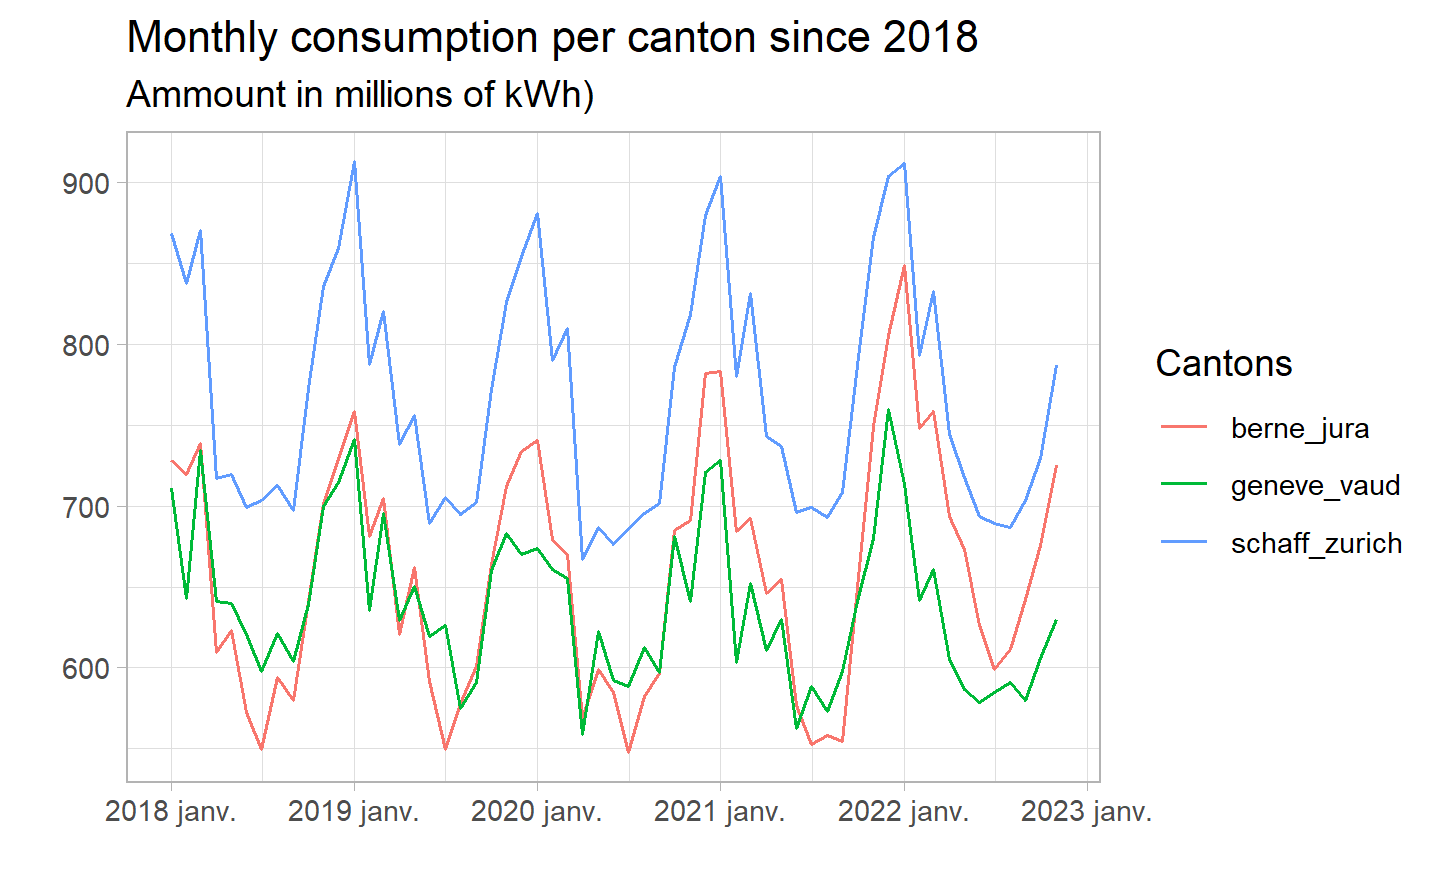 Monthly consumption per canton since 2018
Ammount in millions of kWh)
900
800
700
600
2018 janv.
2019 janv.
2020 janv.
2021 janv.
2022 janv.
2023 janv.
Cantons
berne_jura
geneve_vaud
schaff_zurich